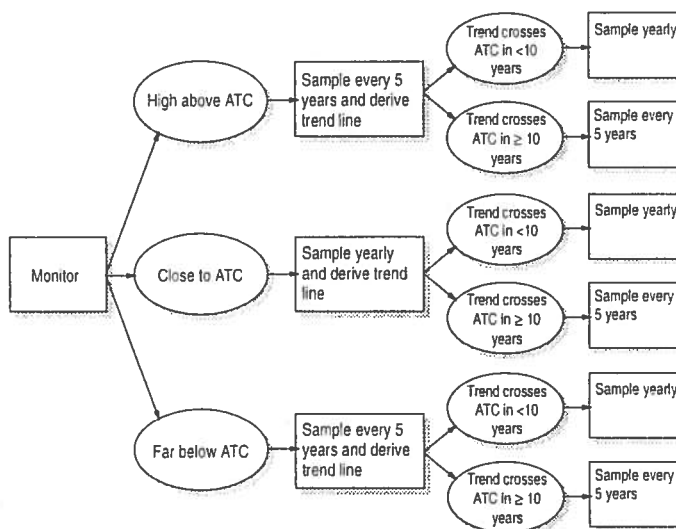 Monitor
High above ATC
Sample every 5
years and derive
trend line
Trend crosses
ATC in <10
years
Sample yearly
Trend crosses
ATC in ≥ 10
years
Sample every
5 years
Close to ATC
Sample yearly
and derive trend
line
Trend crosses
ATC in <10
years
Sample yearly
Trend crosses
ATC in ≥ 10
years
Sample every
5 years
Far below ATC
Sample every 5
years and derive
trend line
Trend crosses
ATC in <10
years
Sample yearly
Trend crosses
ATC in ≥ 10
years
Sample every
5 years